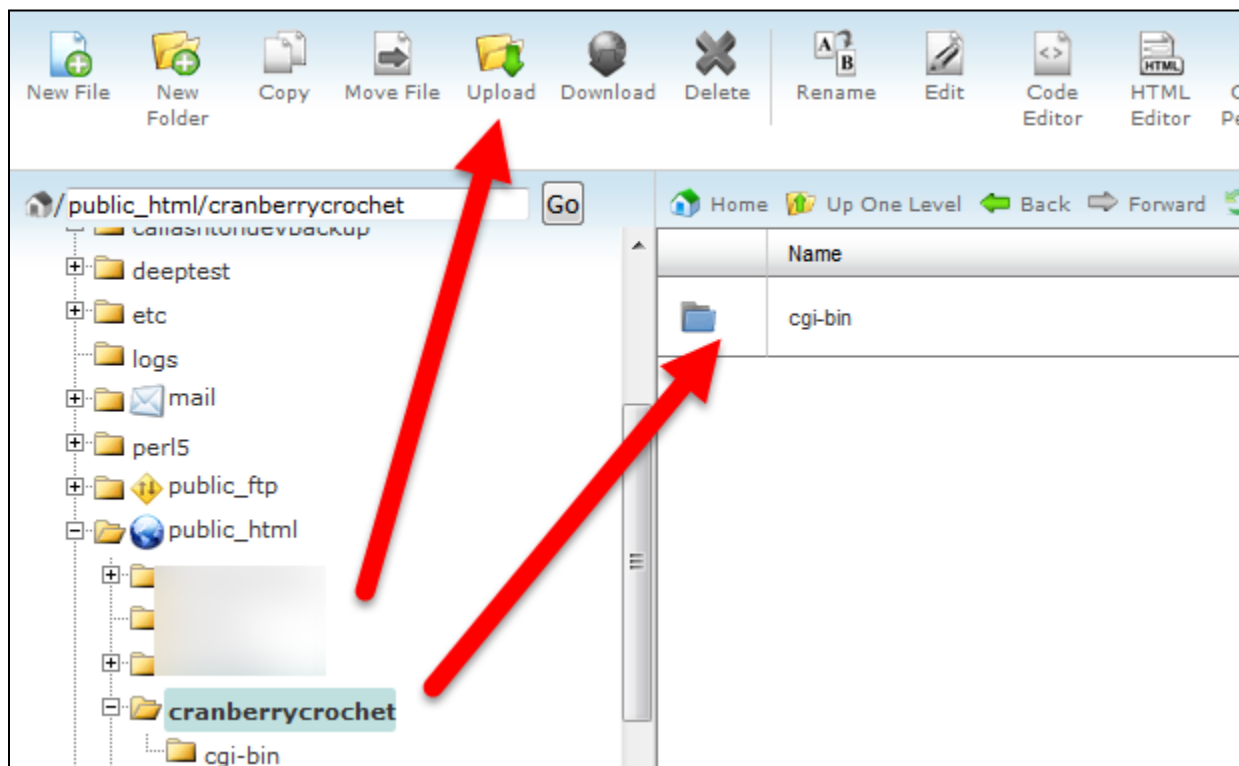 New File
New
Folder
Copy
Move File
Upload
Download
Delete
Rename
Edit
Code
Editor
HTML
Editor
/public_html/cranberrycrochet
Go
Home
Up One Level
Back
Forward
Name
cgi-bin
deeptest
etc
logs
mail
perl5
public_ftp
public_html
cranberrycrochet
cgi-bin